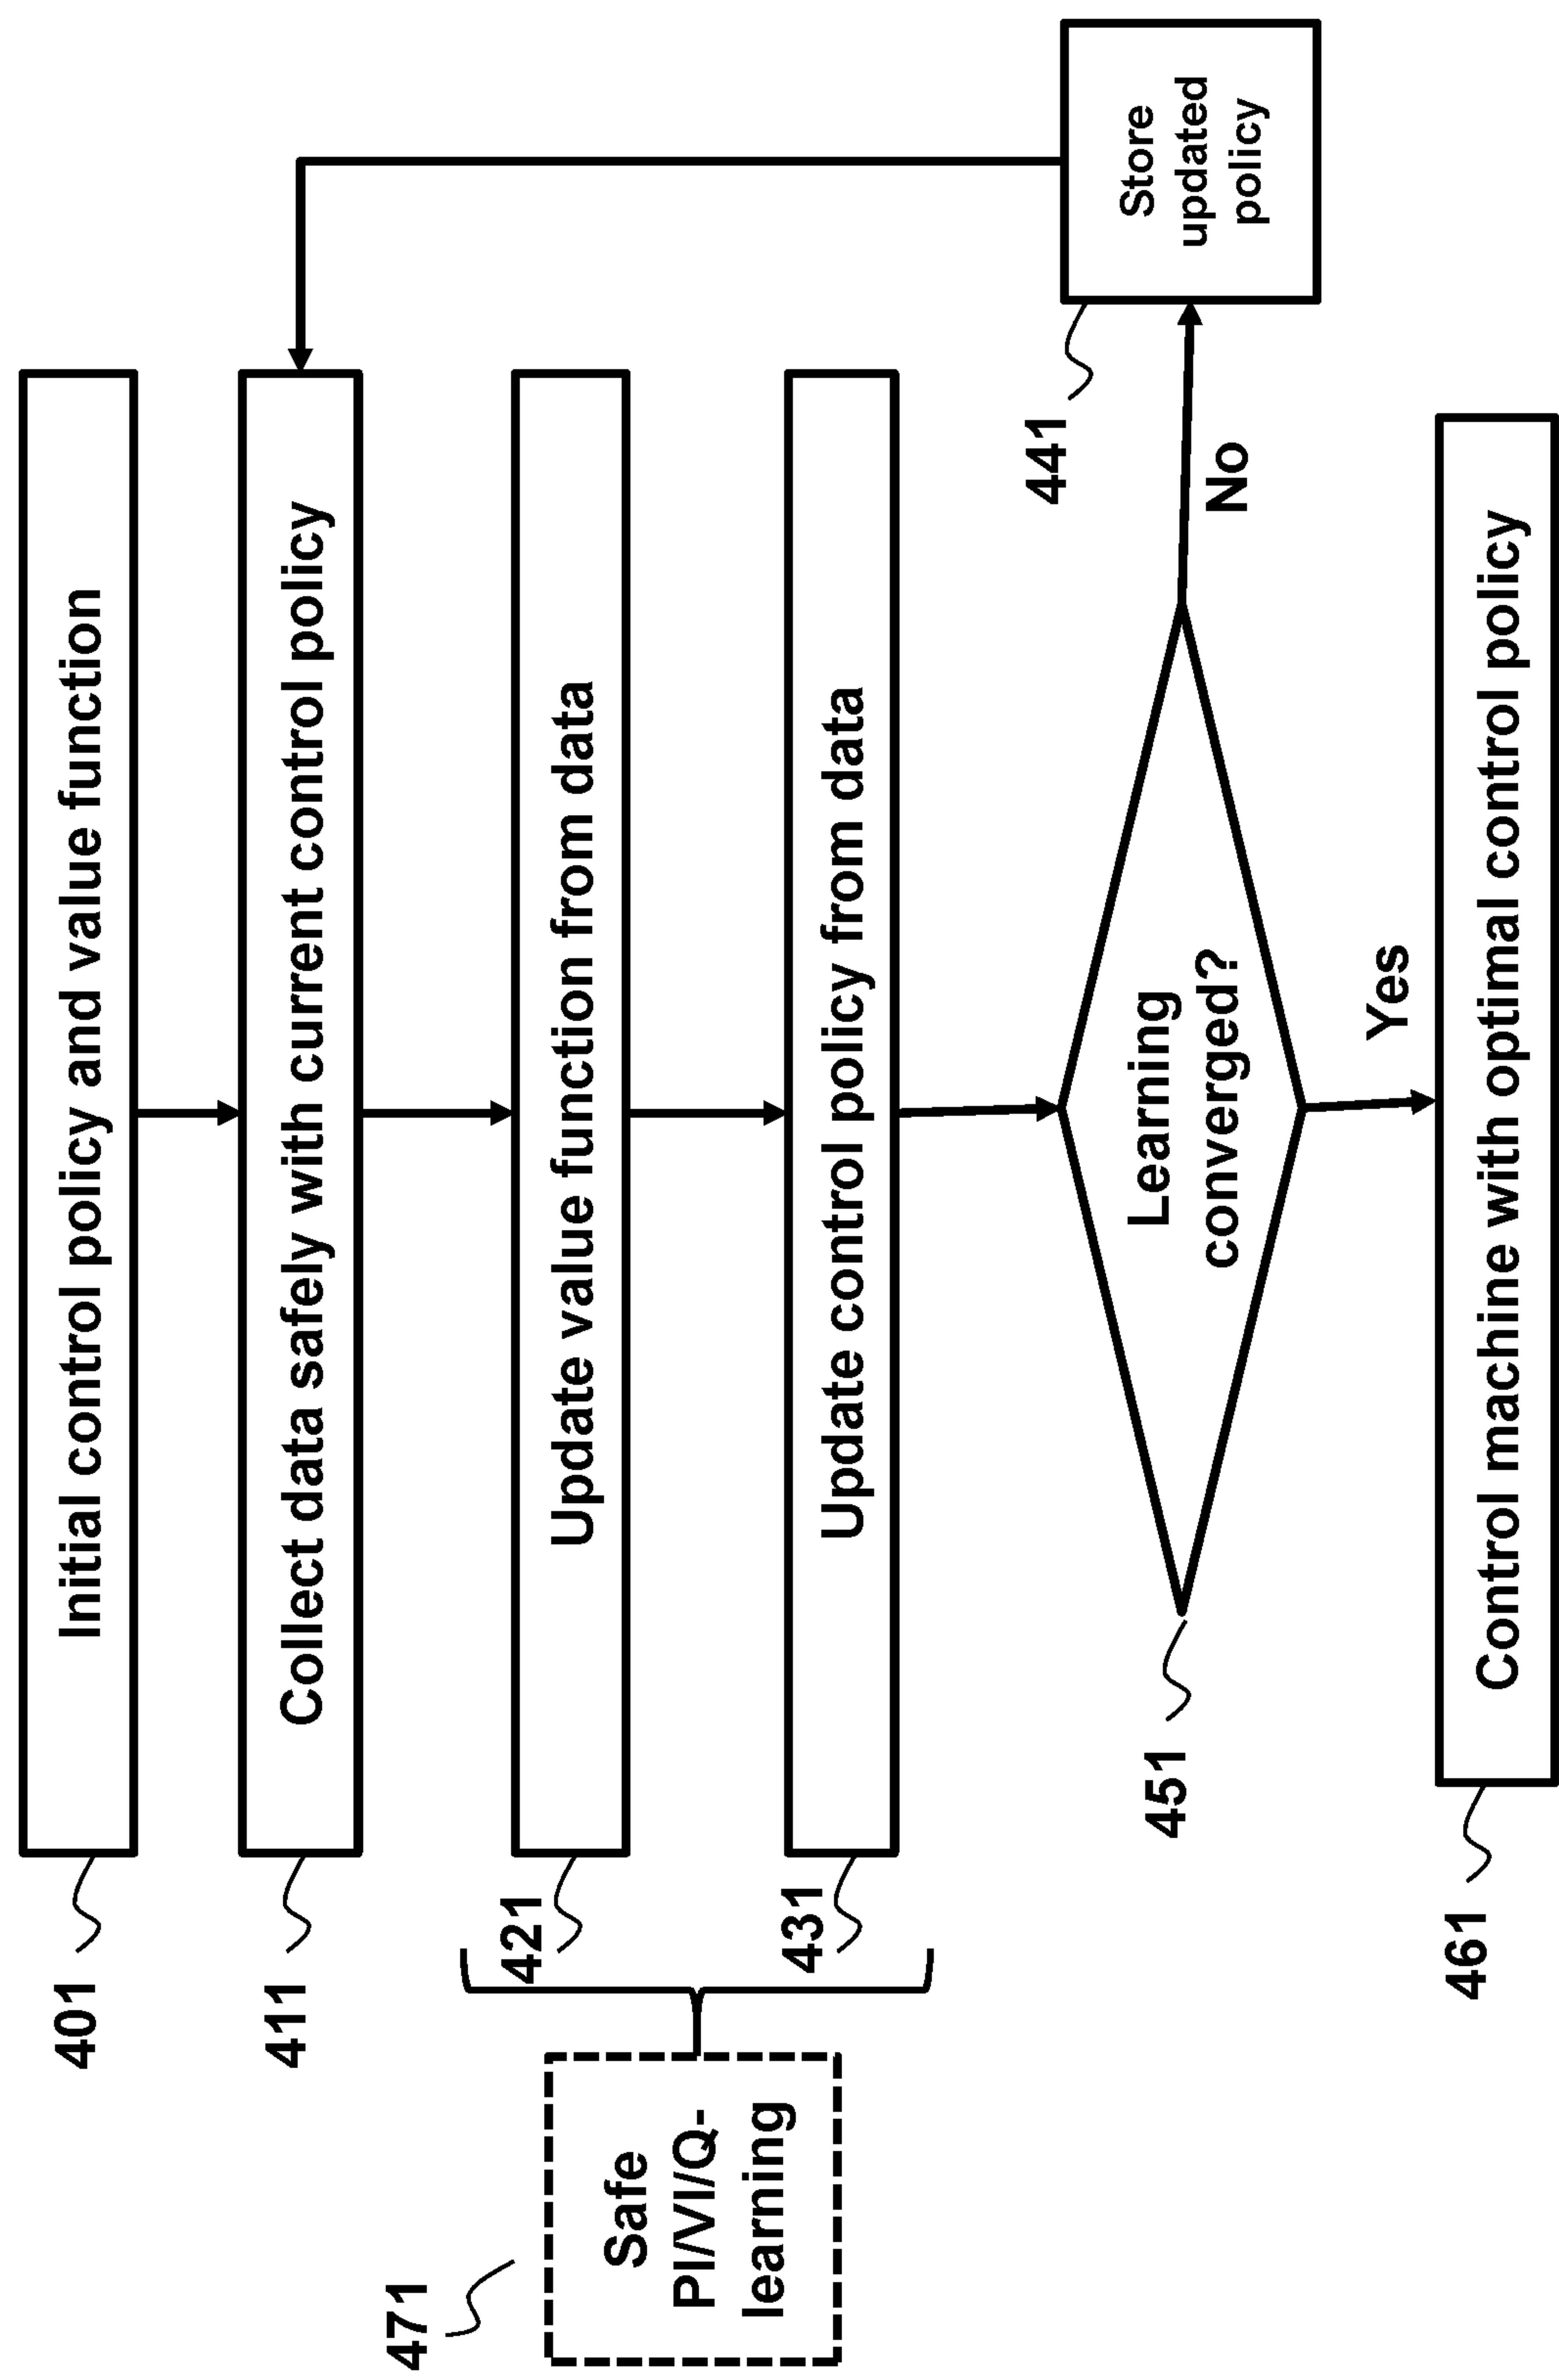 401
Initial control policy and value function
411
Collect data safely with current control policy
471
Safe
PI/VI/Q-
learning
421
Update value function from data
431
Update control policy from data
441
Store
updated
policy
451
Learning
converged?
No
Yes
461
Control machine with optimal control policy